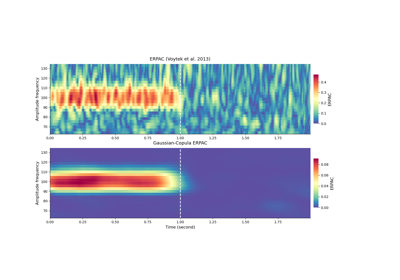 ERPAC (Voytek et al. 2013)
Amplitude frequency
130
120
110
100
90
80
70
0.00 0.25 0.50 0.75 1.00 1.25 1.50 1.75
0.4
0.3
0.2
0.1
0.0
ERPAC
Gaussian-Copula ERPAC
Amplitude frequency
130
120
110
100
90
80
70
0.00 0.25 0.50 0.75 1.00 1.25 1.50 1.75
Time (second)
0.08
0.06
0.04
0.02
0.00
ERPAC